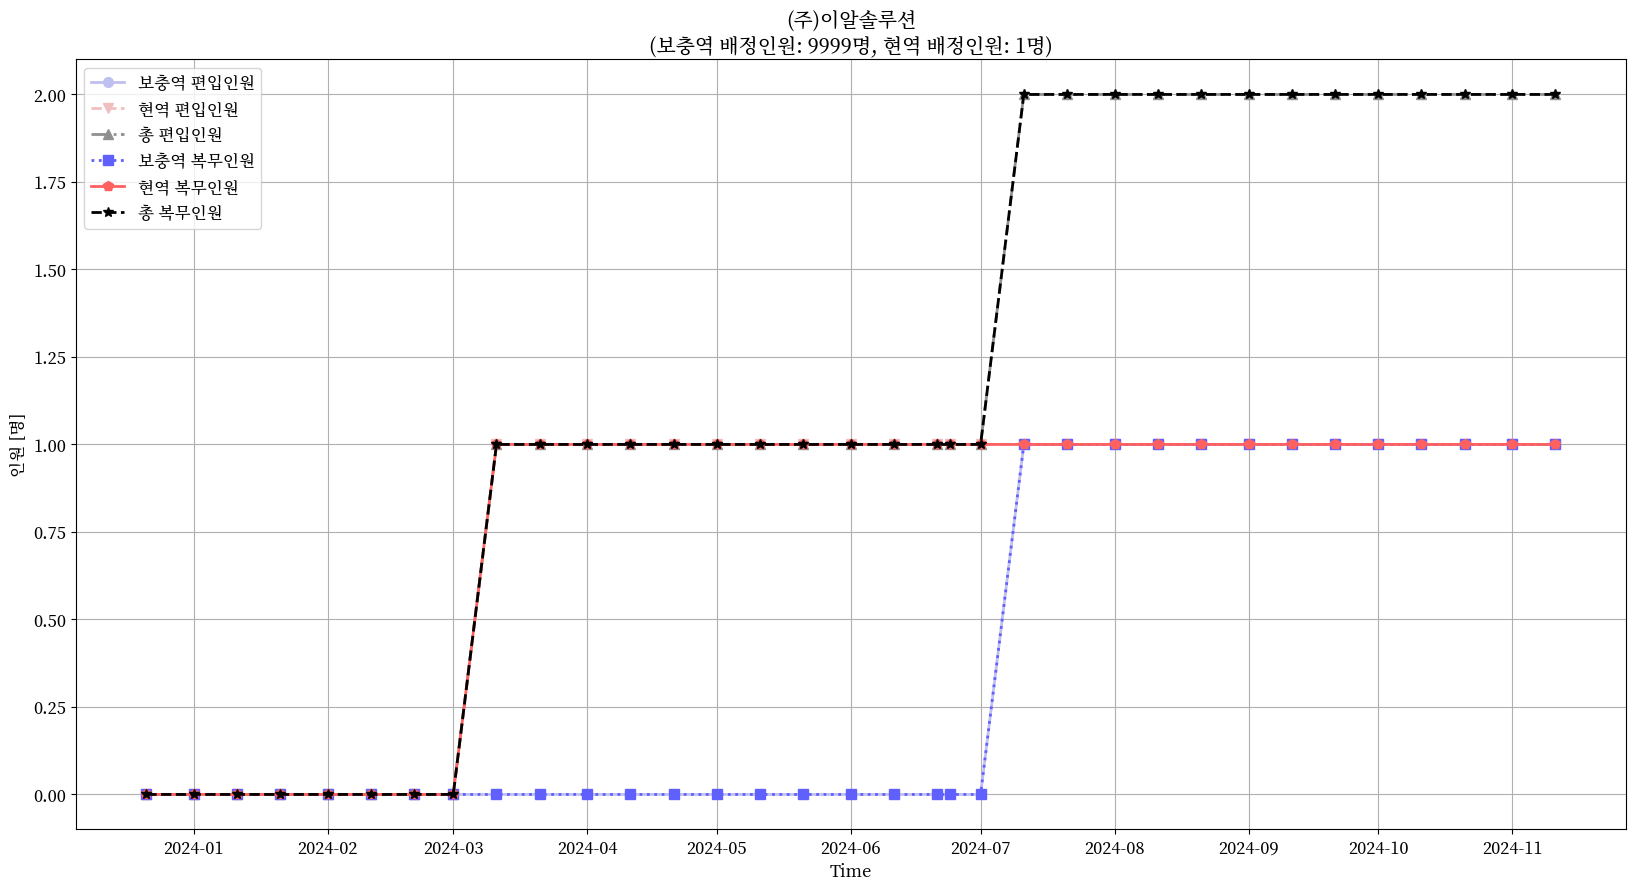 (주)이알솔루션
(보충역 배정인원: 9999명, 현역 배정인원: 1명)
보충역 편입인원
현역 편입인원
총 편입인원
보충역 복무인원
현역 복무인원
총 복무인원
2.00
1.75
1.50
1.25
1.00
0.75
0.50
0.25
0.00
인원 [명]
2024-01
2024-02
2024-03
2024-04
2024-05
2024-06
2024-07
2024-08
2024-09
2024-10
2024-11
Time